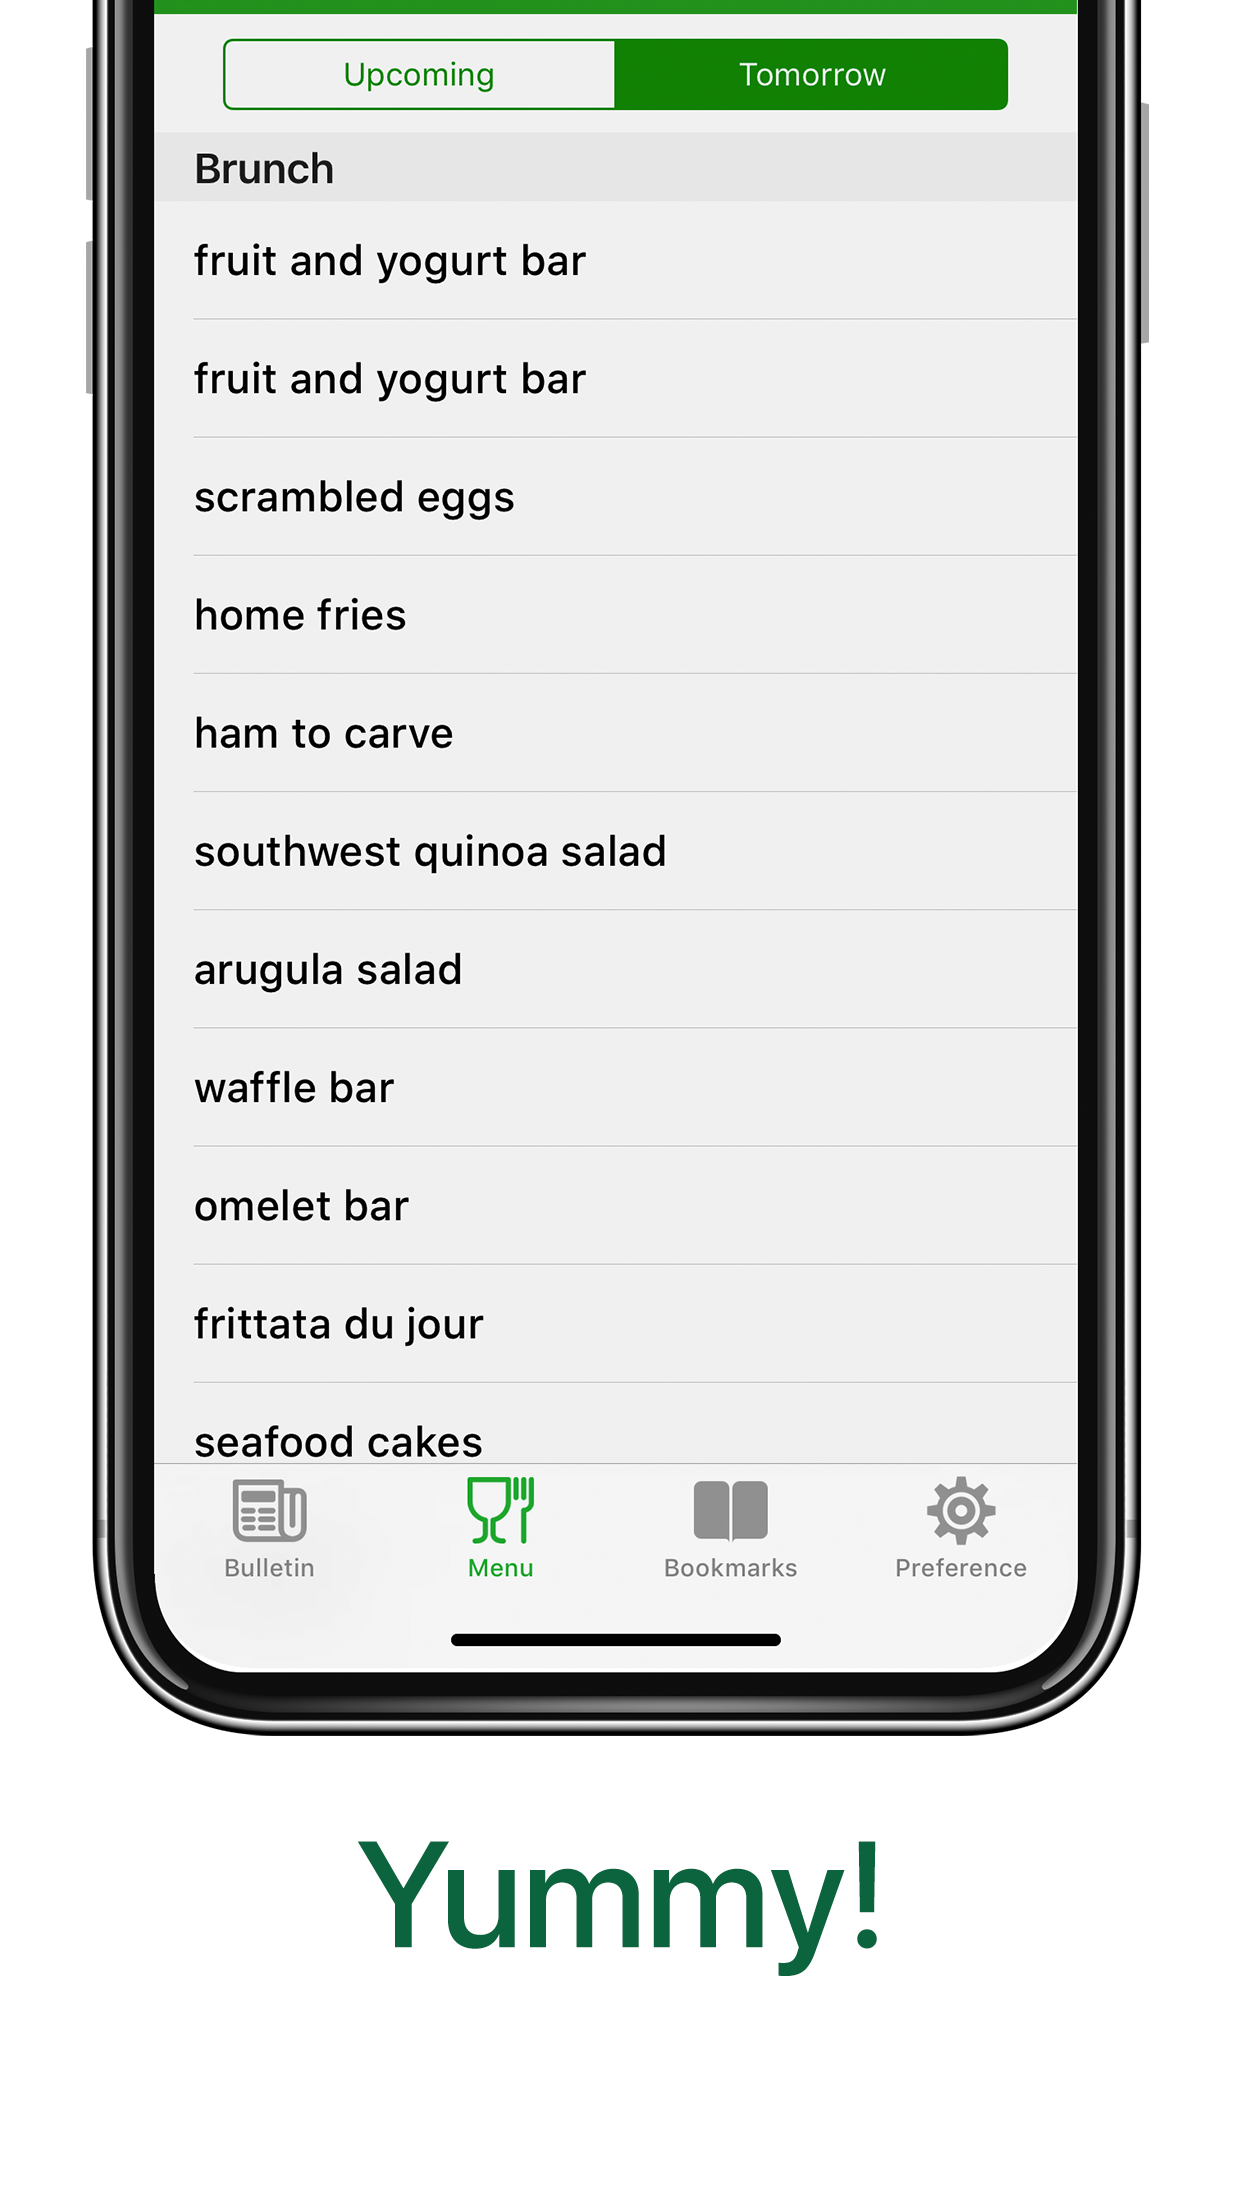 Upcoming Tomorrow
Brunch
fruit and yogurt bar
fruit and yogurt bar
scrambled eggs
home fries
ham to carve
southwest quinoa salad
arugula salad
waffle bar
omelet bar
frittata du jour
seafood cakes
Bulletin Menu Bookmarks Preference
Yummy!